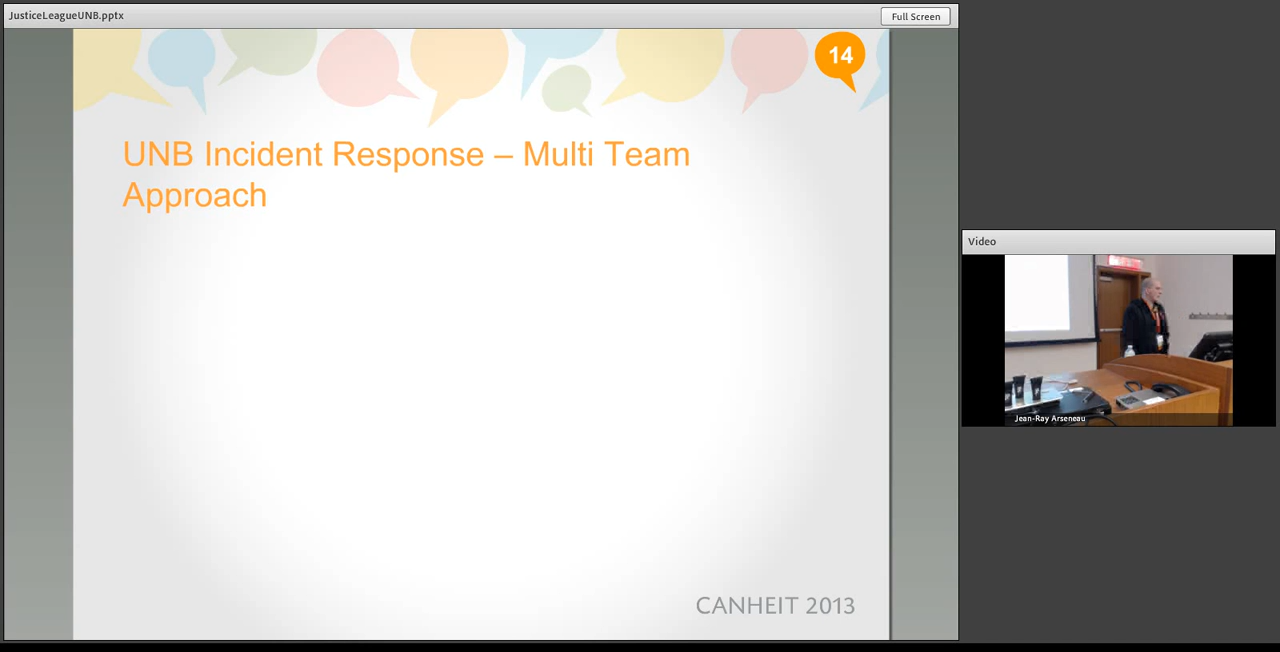 JusticeLeagueUNB.pptx
Full Screen
14
UNB Incident Response – Multi Team
Approach
CANHEIT 2013
Video
Jean-Ray Arseneau